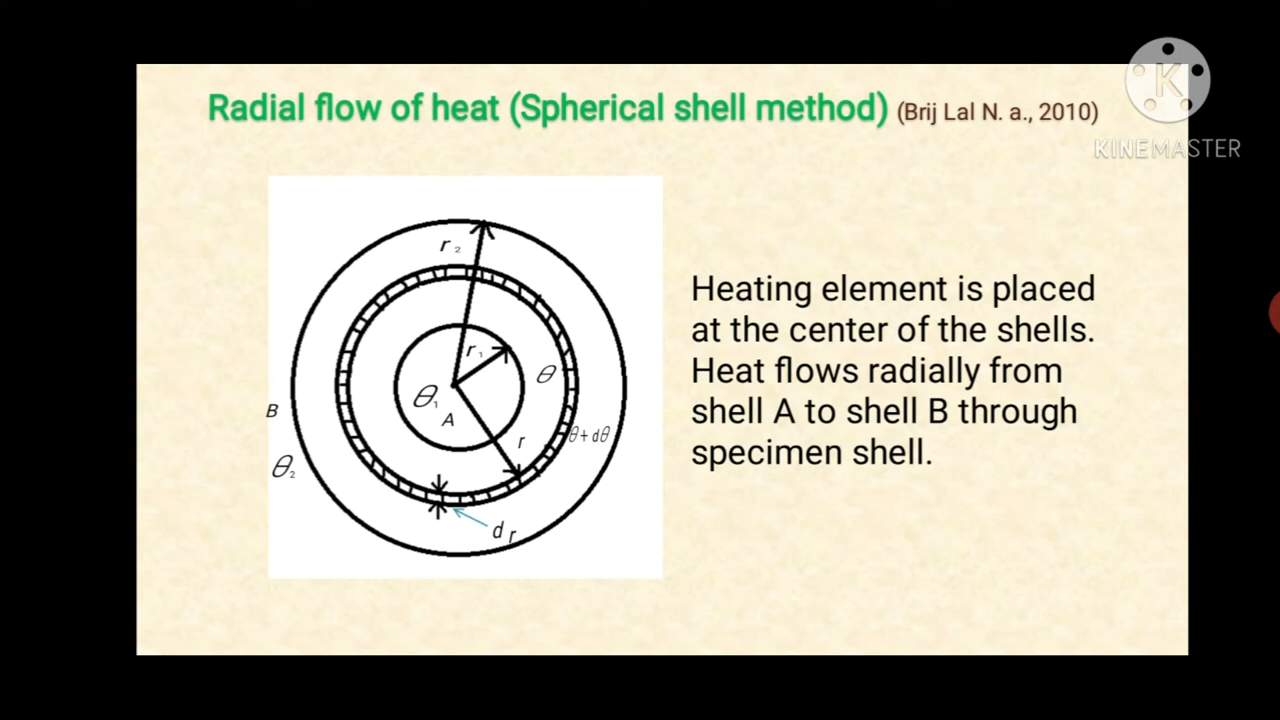 Radial flow of heat (Spherical shell method) (Brij Lal N. a., 2010)
K
KINEMASTER
r₂
r₁
θ
θ₁
A
B
r
θ+dθ
θ₂
dr
Heating element is placed
at the center of the shells.
Heat flows radially from
shell A to shell B through
specimen shell.